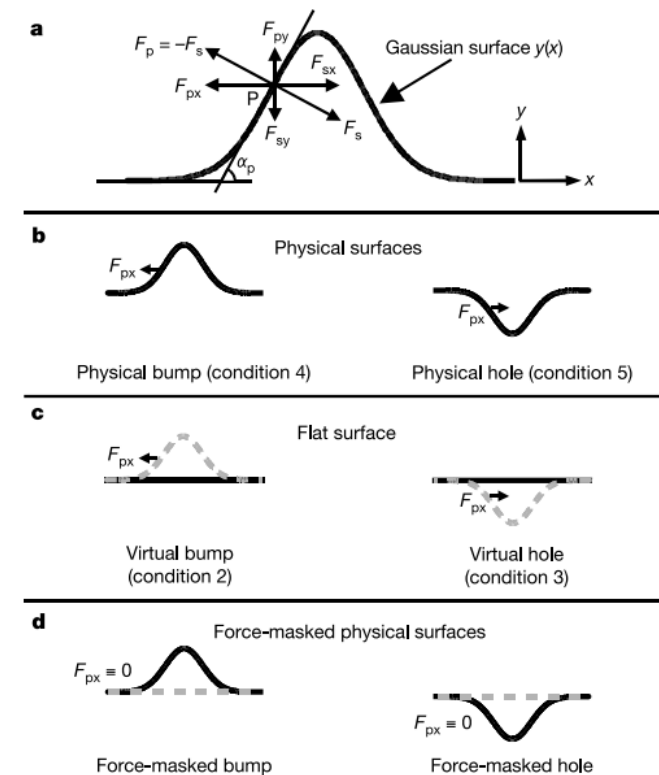 a
F_py
F_p = –F_s
F_sx
Gaussian surface y(x)
F_px
P
F_sy
F_s
α_p
y
x
b
Physical surfaces
F_px
F_px
Physical bump (condition 4)
Physical hole (condition 5)
c
Flat surface
F_px
F_px
Virtual bump
(condition 2)
Virtual hole
(condition 3)
d
Force-masked physical surfaces
F_px ≡ 0
F_px ≡ 0
Force-masked bump
Force-masked hole